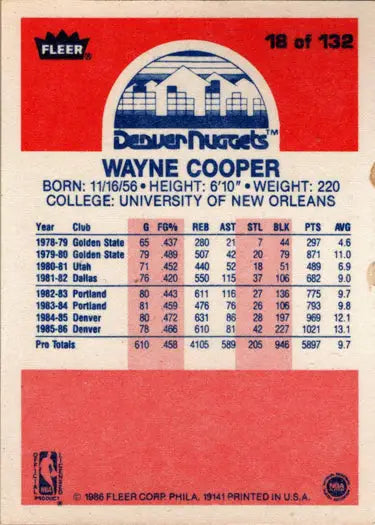 FLEER®
18 of 132
Denver Nuggets™
WAYNE COOPER
BORN: 11/16/56 • HEIGHT: 6'10" • WEIGHT: 220
COLLEGE: UNIVERSITY OF NEW ORLEANS
Year Club G FG% REB AST STL BLK PTS AVG
1978-79 Golden State 65 .437 280 21 7 44 297 4.6
1979-80 Golden State 79 .489 507 42 20 79 871 11.0
1980-81 Utah 71 .452 440 52 18 51 489 6.9
1981-82 Dallas 76 .420 550 115 37 106 682 9.0
1982-83 Portland 80 .443 611 116 27 136 775 9.7
1983-84 Portland 81 .459 476 76 26 106 793 9.8
1984-85 Denver 80 .472 631 86 28 197 969 12.1
1985-86 Denver 78 .466 610 81 42 227 1021 13.1
Pro Totals 610 .458 4105 589 205 946 5897 9.7
OFFICIAL LICENSED
NBA
PRODUCT
NBA
© 1986 FLEER CORP. PHILA. 19141 PRINTED IN U.S.A.